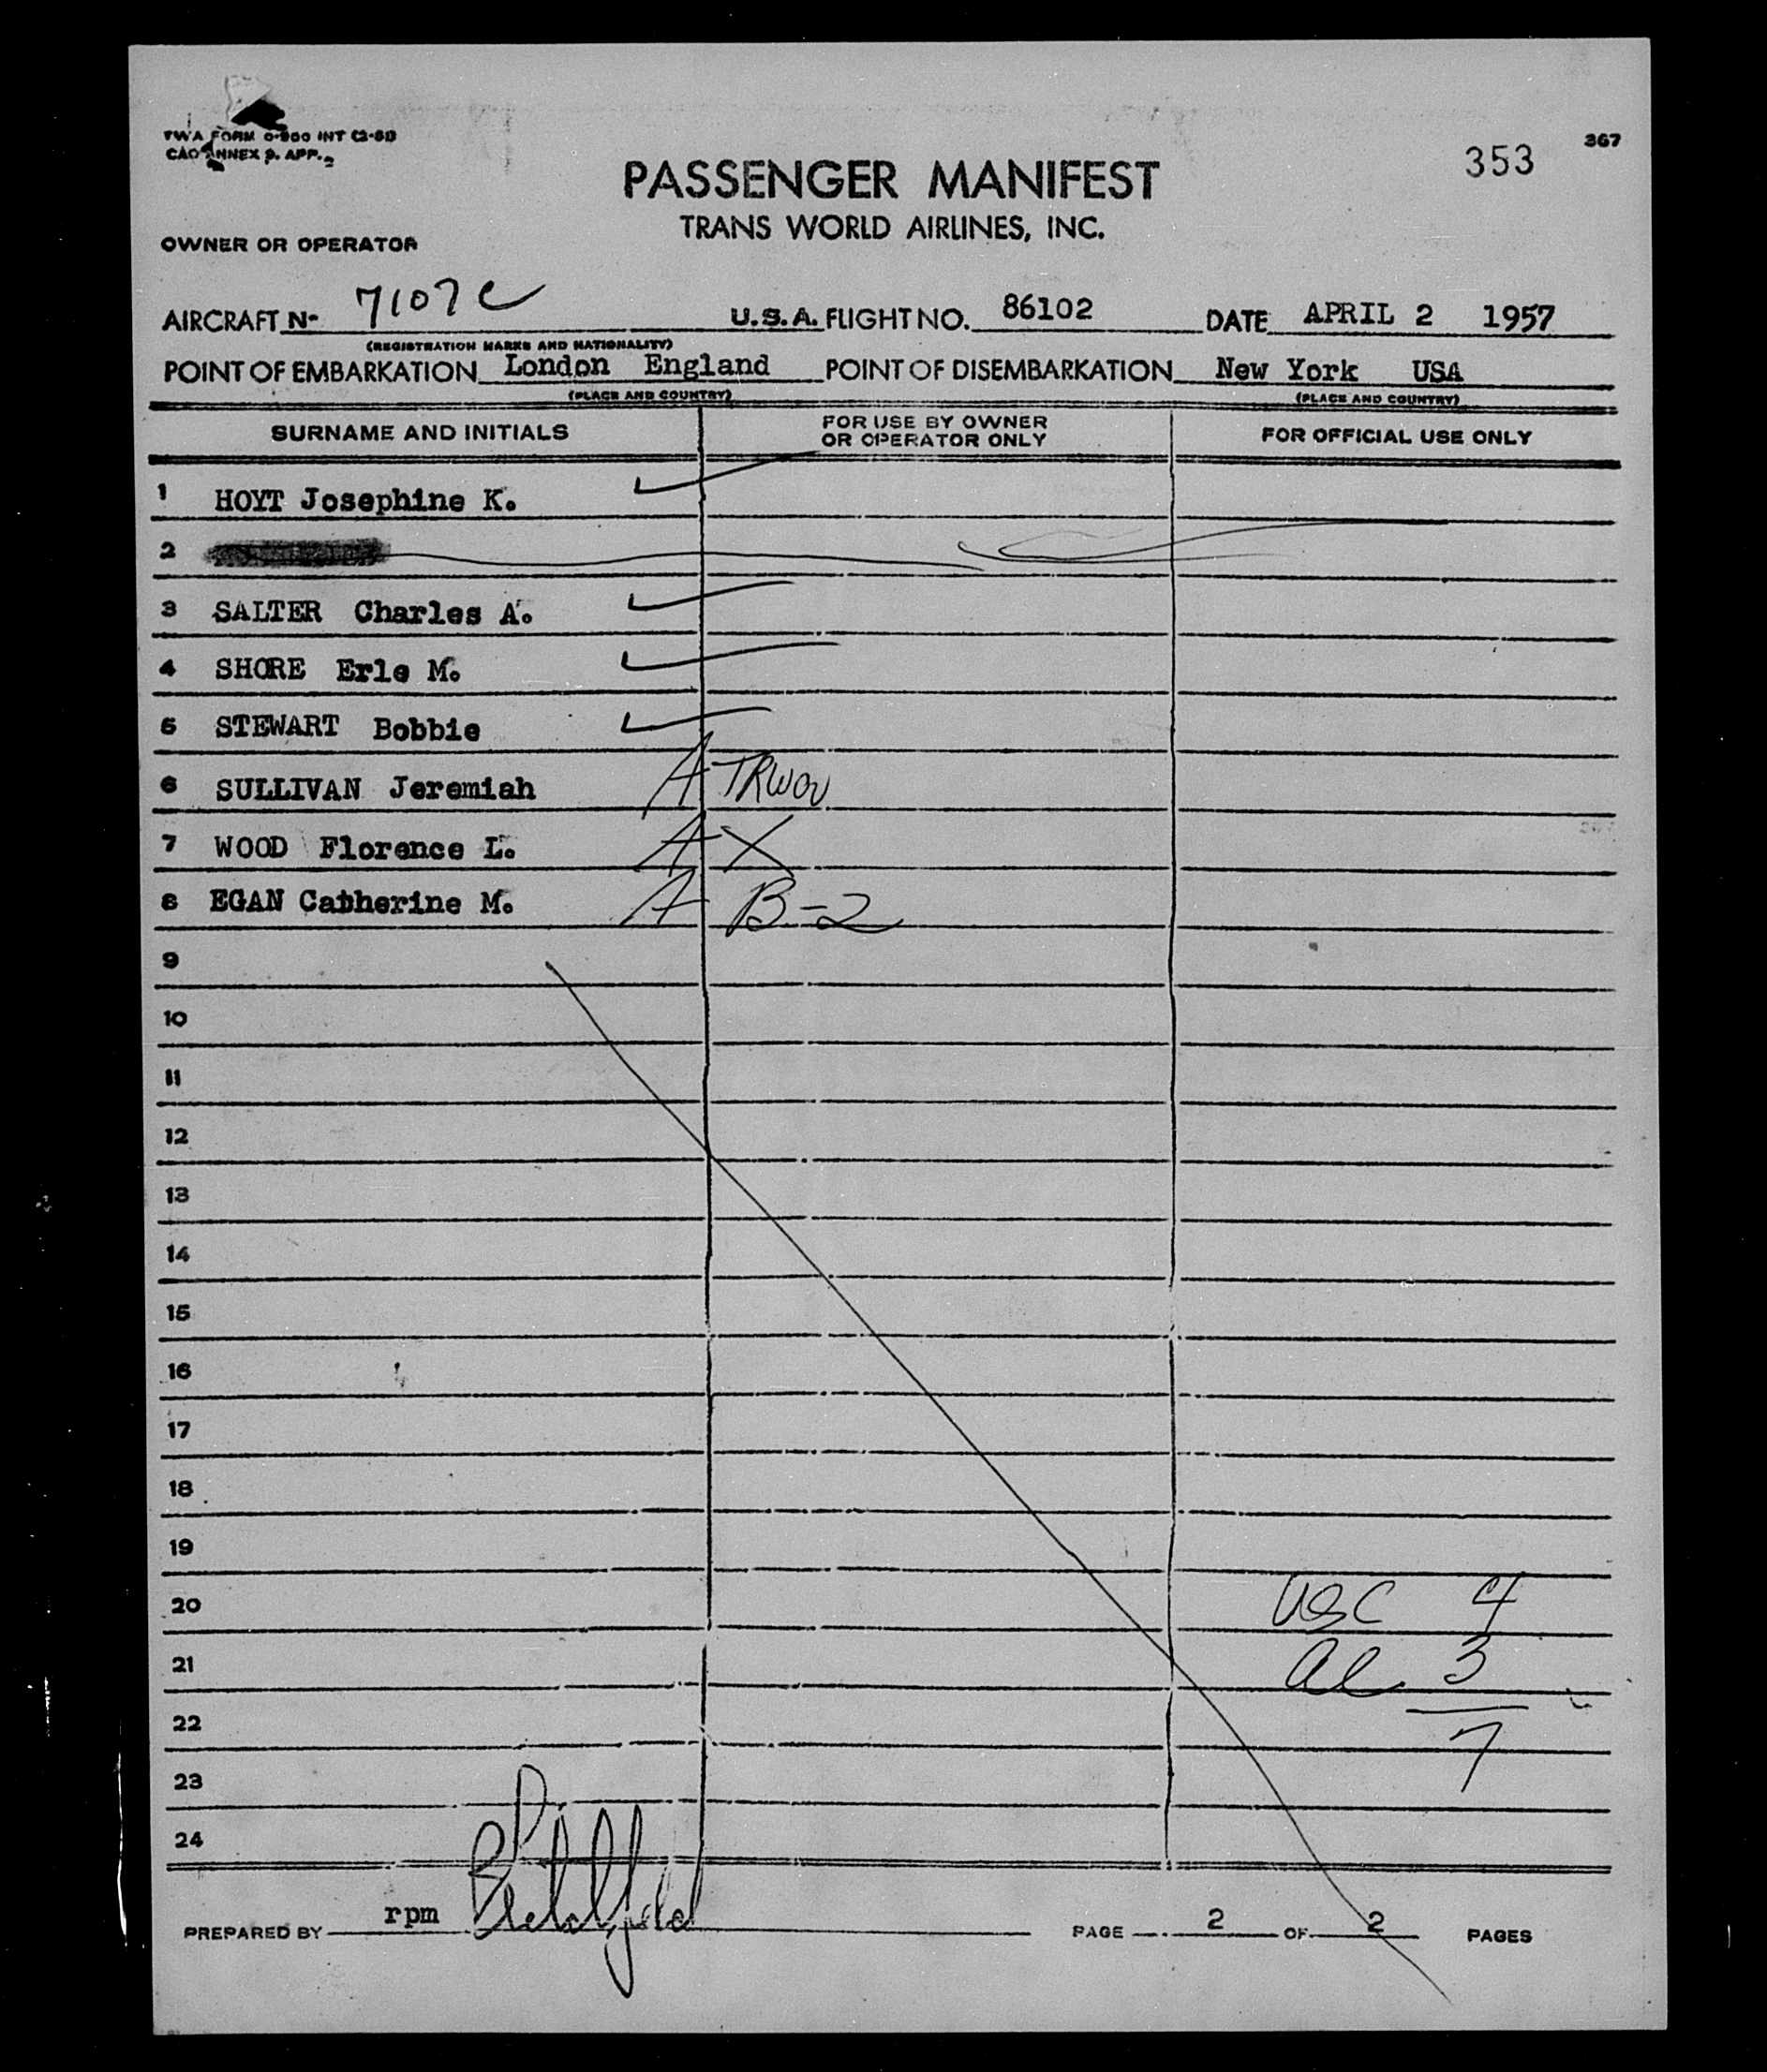 TWA FORM 0-900 INT (2-58)
CAO ANNEX 9. APP. 2
353
367
PASSENGER MANIFEST
TRANS WORLD AIRLINES, INC.
OWNER OR OPERATOR
AIRCRAFT N- 7107C U.S.A. FLIGHT NO. 86102 DATE APRIL 2 1957
(REGISTRATION MARKS AND NATIONALITY)
POINT OF EMBARKATION London England POINT OF DISEMBARKATION New York USA
(PLACE AND COUNTRY) (PLACE AND COUNTRY)
SURNAME AND INITIALS FOR USE BY OWNER OR OPERATOR ONLY FOR OFFICIAL USE ONLY
1 HOYT Josephine K.
2
3 SALTER Charles A.
4 SHORE Erle M.
5 STEWART Bobbie
6 SULLIVAN Jeremiah A TRWOV
7 WOOD Florence L. A X
8 EGAN Catherine M. A B-2
9
10
11
12
13
14
15
16
17
18
19
20 USC 4
21 al 3
22 7
23
24
PREPARED BY rpm PAGE 2 OF 2 PAGES